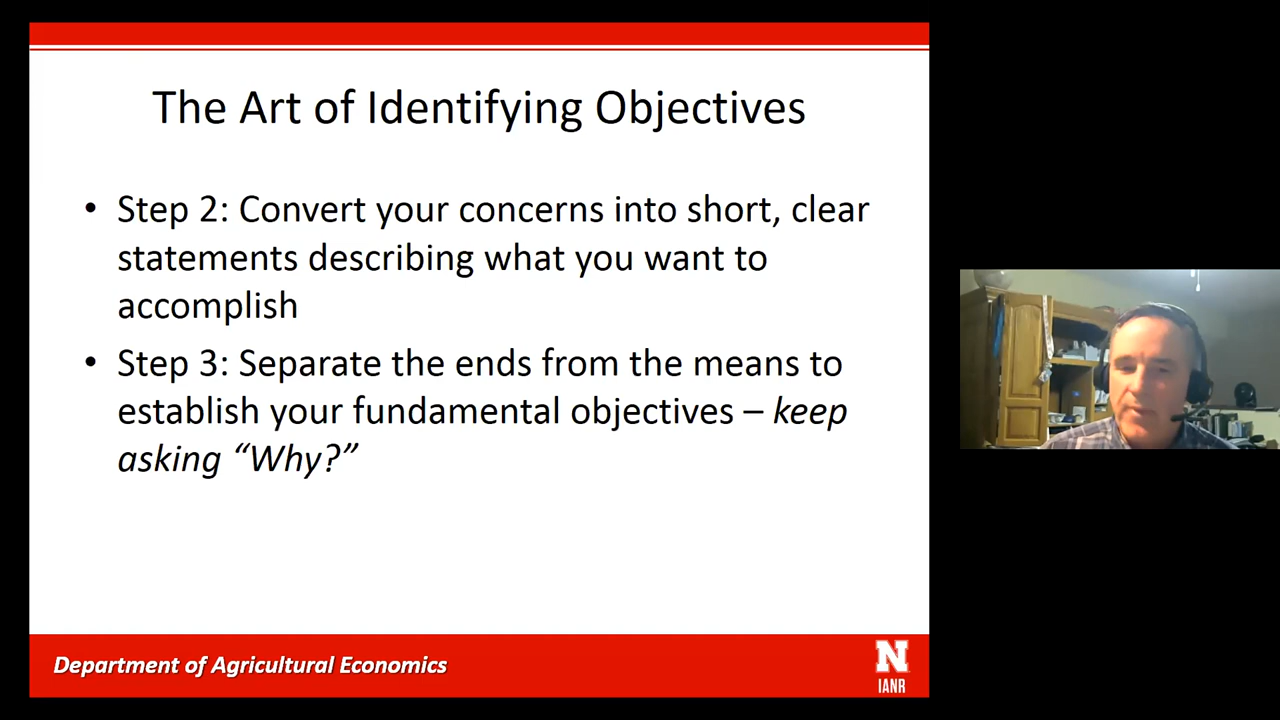 The Art of Identifying Objectives
• Step 2: Convert your concerns into short, clear
statements describing what you want to
accomplish
• Step 3: Separate the ends from the means to
establish your fundamental objectives – keep
asking “Why?”
Department of Agricultural Economics
N
IANR